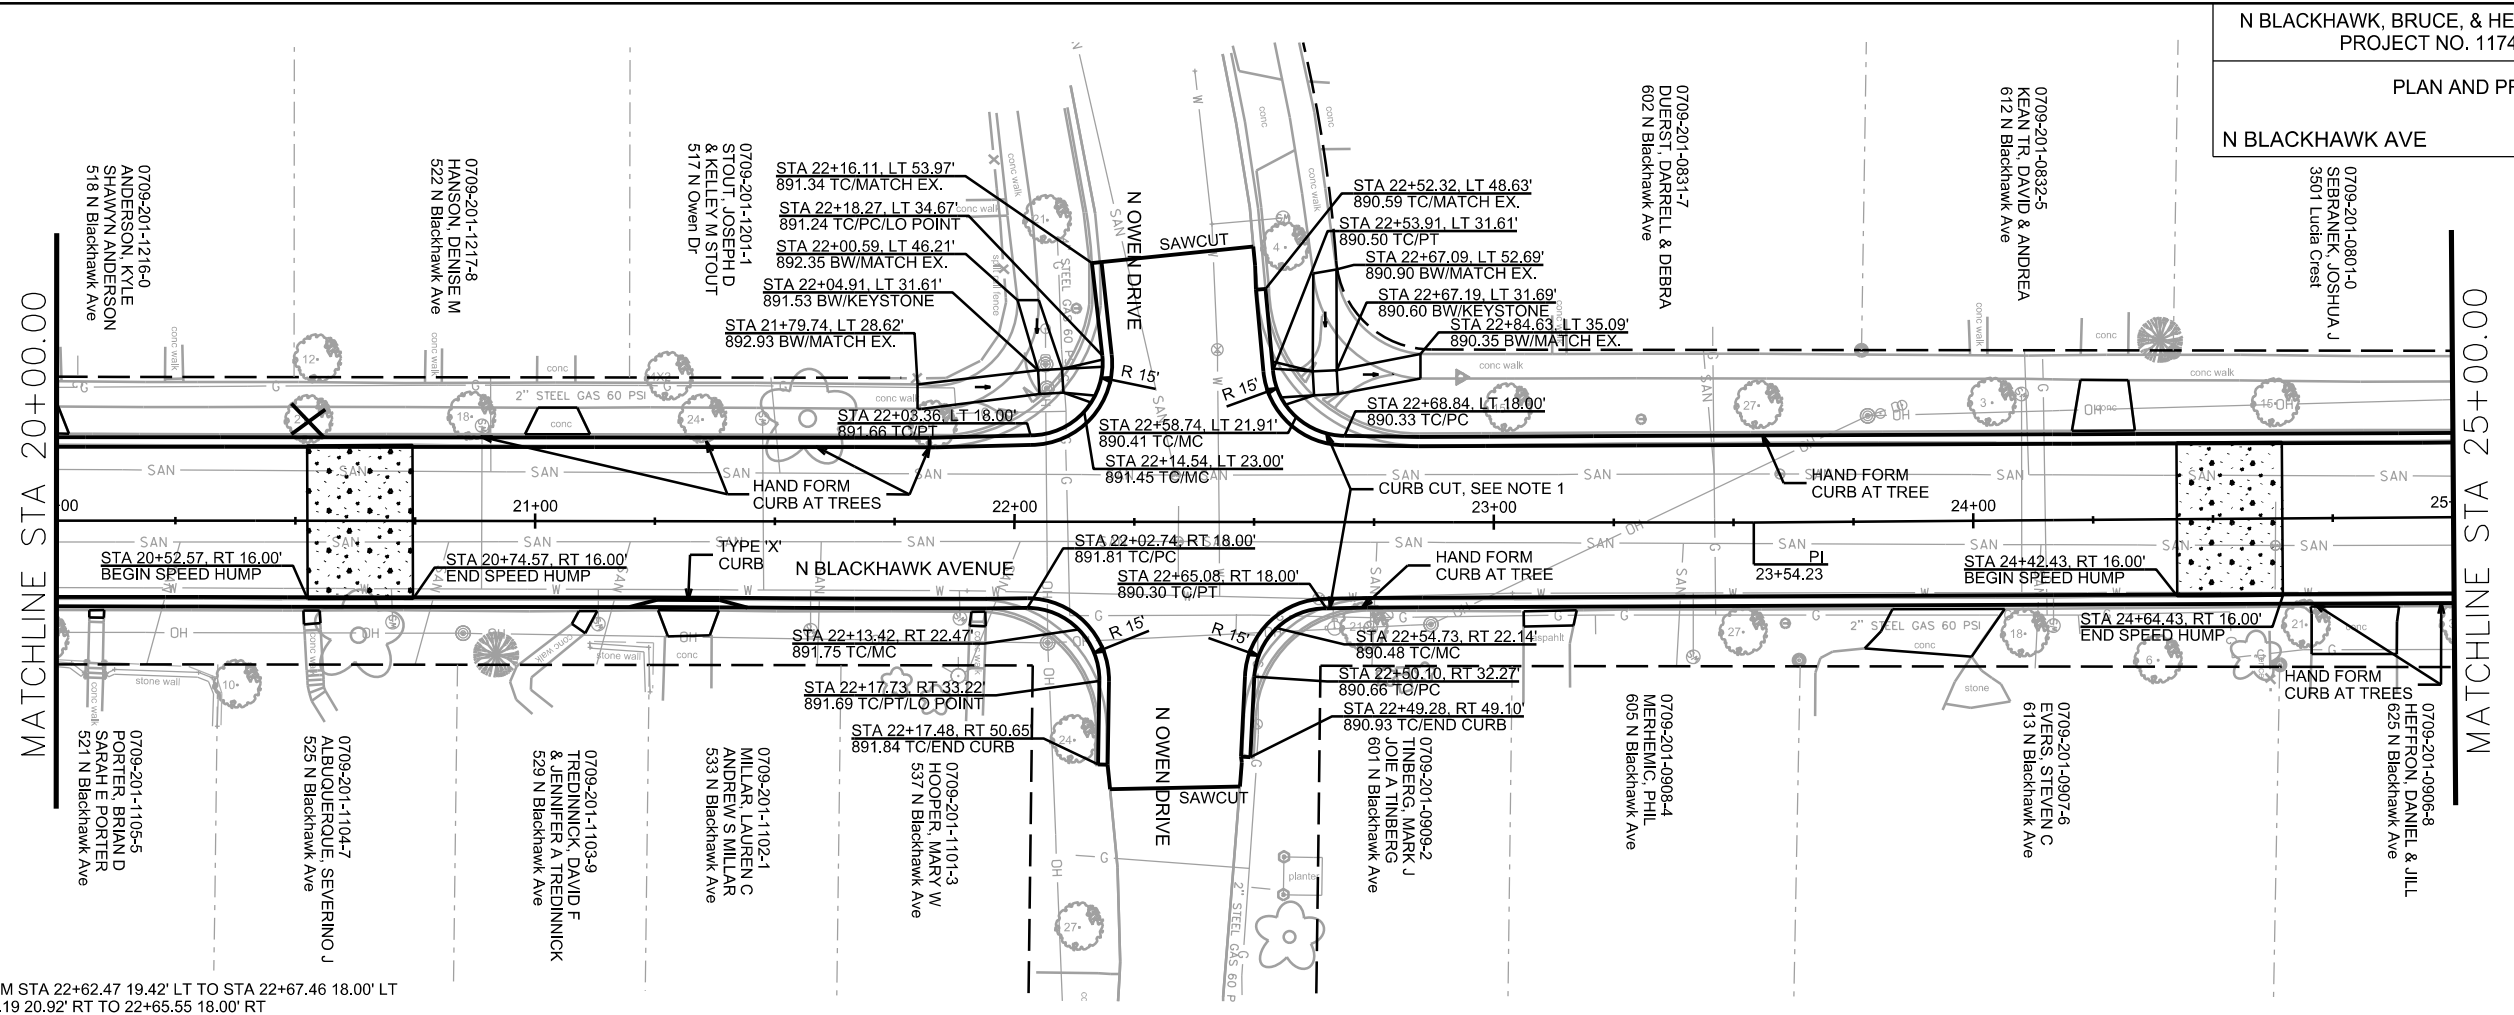 N BLACKHAWK, BRUCE, & HE
PROJECT NO. 1174
PLAN AND PR
N BLACKHAWK AVE
MATCHLINE STA 20+00.00
MATCHLINE STA 25+00.00
0709-201-1216-0
ANDERSON, KYLE
SHAWYN ANDERSON
518 N Blackhawk Ave
0709-201-1217-8
HANSON, DENISE M
522 N Blackhawk Ave
0709-201-1201-1
STOUT, JOSEPH D
& KELLEY M STOUT
517 N Owen Dr
0709-201-0831-7
DUERST, DARRELL & DEBRA
602 N Blackhawk Ave
0709-201-0832-5
KEAN TR, DAVID & ANDREA
612 N Blackhawk Ave
0709-201-0801-0
SEBRANEK, JOSHUA J
3501 Lucia Crest
STA 22+16.11, LT 53.97'
891.34 TC/MATCH EX.
STA 22+18.27, LT 34.67'
891.24 TC/PC/LO POINT
STA 22+00.59, LT 46.21'
892.35 BW/MATCH EX.
STA 22+04.91, LT 31.61'
891.53 BW/KEYSTONE
STA 21+79.74, LT 28.62'
892.93 BW/MATCH EX.
STA 22+03.36, LT 18.00'
891.66 TC/PT
STA 22+52.32, LT 48.63'
890.59 TC/MATCH EX.
STA 22+53.91, LT 31.61'
890.50 TC/PT
STA 22+67.09, LT 52.69'
890.90 BW/MATCH EX.
STA 22+67.19, LT 31.69'
890.60 BW/KEYSTONE
STA 22+84.63, LT 35.09'
890.35 BW/MATCH EX.
STA 22+68.84, LT 18.00'
890.33 TC/PC
STA 22+58.74, LT 21.91'
890.41 TC/MC
STA 22+14.54, LT 23.00'
891.45 TC/MC
N OWEN DRIVE
SAWCUT
R 15'
R 15'
2" STEEL GAS 60 PSI
HAND FORM
CURB AT TREES
CURB CUT, SEE NOTE 1
HAND FORM
CURB AT TREE
00
21+00
22+00
23+00
24+00
25-
STA 20+52.57, RT 16.00'
BEGIN SPEED HUMP
STA 20+74.57, RT 16.00'
END SPEED HUMP
TYPE 'X'
CURB
N BLACKHAWK AVENUE
STA 22+02.74, RT 18.00'
891.81 TC/PC
STA 22+65.08, RT 18.00'
890.30 TC/PT
HAND FORM
CURB AT TREE
PI
23+54.23
STA 24+42.43, RT 16.00'
BEGIN SPEED HUMP
STA 24+64.43, RT 16.00'
END SPEED HUMP
STA 22+13.42, RT 22.47'
891.75 TC/MC
STA 22+17.73, RT 33.22'
891.69 TC/PT/LO POINT
STA 22+17.48, RT 50.65'
891.84 TC/END CURB
R 15'
R 15'
STA 22+54.73, RT 22.14'
890.48 TC/MC
STA 22+50.10, RT 32.27'
890.66 TC/PC
STA 22+49.28, RT 49.10'
890.93 TC/END CURB
2" STEEL GAS 60 PSI
HAND FORM
CURB AT TREES
N OWEN DRIVE
SAWCUT
0709-201-1105-5
PORTER, BRIAN D
SARAH E PORTER
521 N Blackhawk Ave
0709-201-1104-7
ALBUQUERQUE, SEVERINO J
525 N Blackhawk Ave
0709-201-1103-9
TREDINNICK, DAVID F
& JENNIFER A TREDINNICK
529 N Blackhawk Ave
0709-201-1102-1
MILLAR, LAUREN C
ANDREW S MILLAR
533 N Blackhawk Ave
0709-201-1101-3
HOOPER, MARY W
537 N Blackhawk Ave
0709-201-0909-2
TINBERG, MARK J
JOIE A TINBERG
601 N Blackhawk Ave
0709-201-0908-4
MERHEMIC, PHIL
605 N Blackhawk Ave
0709-201-0907-6
EVERS, STEVEN C
613 N Blackhawk Ave
0709-201-0906-8
HEFFRON, DANIEL & JILL
625 N Blackhawk Ave
M STA 22+62.47 19.42' LT TO STA 22+67.46 18.00' LT
.19 20.92' RT TO 22+65.55 18.00' RT